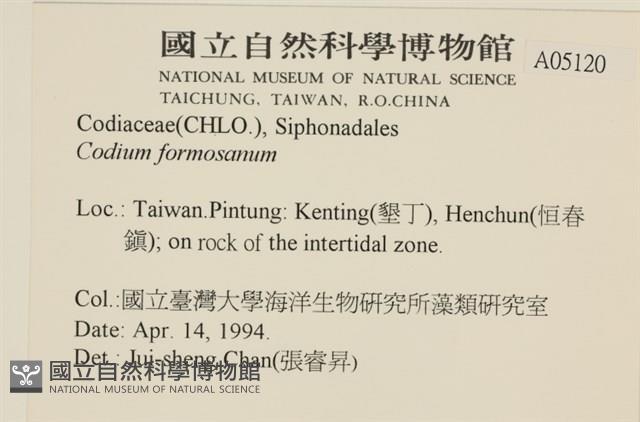 國立自然科學博物館
A05120
NATIONAL MUSEUM OF NATURAL SCIENCE
TAICHUNG, TAIWAN, R.O.CHINA
Codiaceae(CHLO.), Siphonadales
Codium formosanum
Loc.: Taiwan.Pintung: Kenting(墾丁), Henchun(恒春
鎭); on rock of the intertidal zone.
Col.:國立臺灣大學海洋生物研究所藻類研究室
Date: Apr. 14, 1994.
Det.: Jui-sheng Chan(張睿昇)
國立自然科學博物館
NATIONAL MUSEUM OF NATURAL SCIENCE